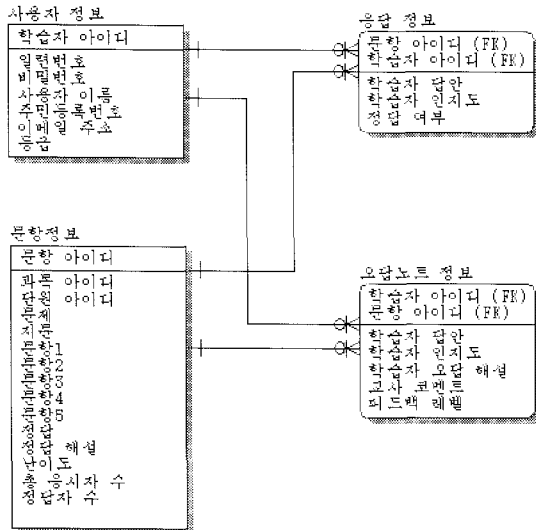 사용자 정보
학습자 아이디
일련번호
비밀번호
사용자 이름
주민등록번호
이메일 주소
등급
응답 정보
문항 아이디 (FK)
학습자 아이디 (FK)
학습자 답안
학습자 인지도
정답 여부
문항정보
문항 아이디
과목 아이디
단원 아이디
문제
지문
문항1
문항2
문항3
문항4
문항5
정답
정답 해설
난이도
총 응시자 수
정답자 수
오답노트 정보
학습자 아이디 (FK)
문항 아이디 (FK)
학습자 답안
학습자 인지도
학습자 오답 해설
교사 코멘트
피드백 레벨